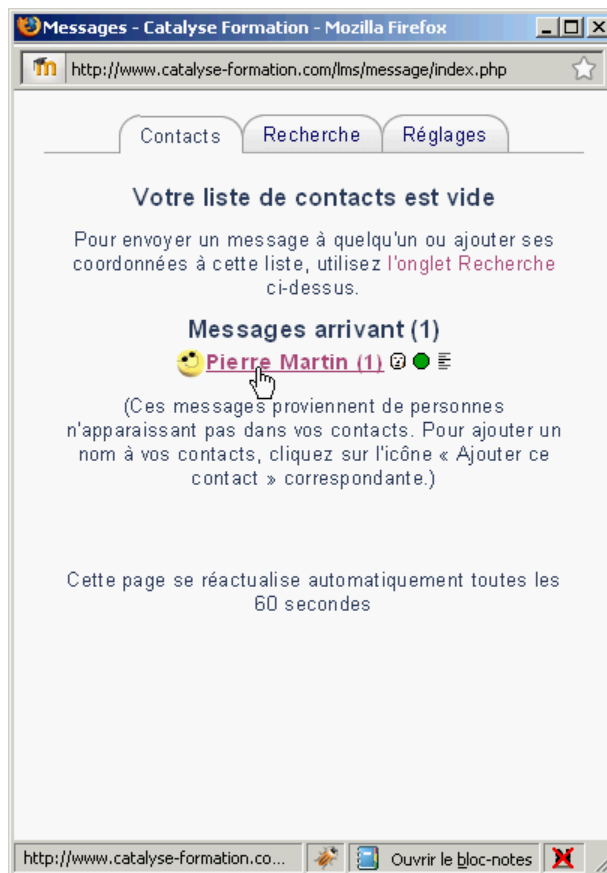 Messages - Catalyse Formation - Mozilla Firefox
http://www.catalyse-formation.com/lms/message/index.php
Contacts Recherche Réglages
Votre liste de contacts est vide
Pour envoyer un message à quelqu'un ou ajouter ses
coordonnées à cette liste, utilisez l'onglet Recherche
ci-dessus.
Messages arrivant (1)
Pierre Martin (1)
(Ces messages proviennent de personnes
n'apparaissant pas dans vos contacts. Pour ajouter un
nom à vos contacts, cliquez sur l'icône « Ajouter ce
contact » correspondante.)
Cette page se réactualise automatiquement toutes les
60 secondes
http://www.catalyse-formation.co... Ouvrir le bloc-notes